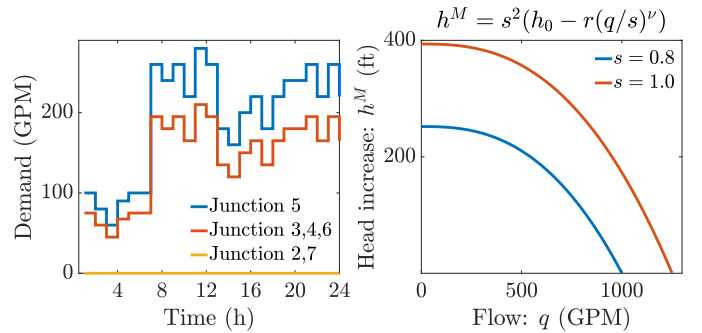 h^M = s^2(h_0 − r(q/s)^ν)
Demand (GPM)
200
100
0
4
8
12
16
20
24
Time (h)
Junction 5
Junction 3,4,6
Junction 2,7
Head increase: h^M (ft)
400
200
0
500
1000
Flow: q (GPM)
s = 0.8
s = 1.0